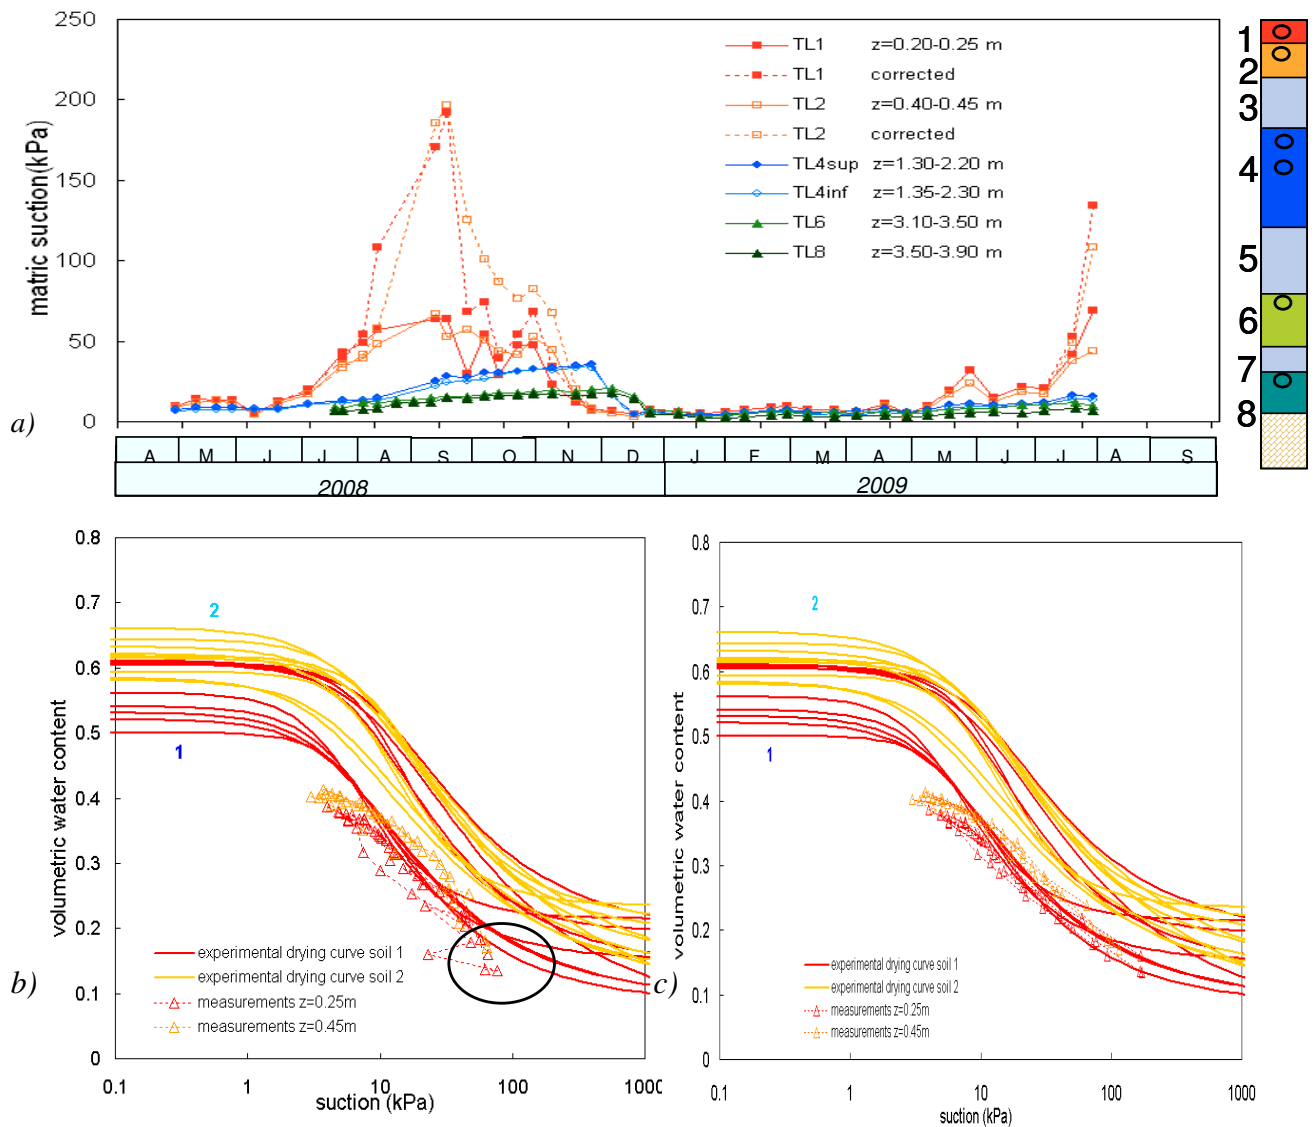 250
200
150
100
50
0
matric suction(kPa)
TL1 z=0.20-0.25 m
TL1 corrected
TL2 z=0.40-0.45 m
TL2 corrected
TL4sup z=1.30-2.20 m
TL4inf z=1.35-2.30 m
TL6 z=3.10-3.50 m
TL8 z=3.50-3.90 m
1
2
3
4
5
6
7
8
a)
A M J J A S O N D J F M A M J J A S
2008 2009
0.8
0.7
0.6
0.5
0.4
0.3
0.2
0.1
0
volumetric water content
2
1
experimental drying curve soil 1
experimental drying curve soil 2
measurements z=0.25m
measurements z=0.45m
b)
0.1 1 10 100 1000
suction (kPa)
0.8
0.7
0.6
0.5
0.4
0.3
0.2
0.1
0
volumetric water content
2
1
experimental drying curve soil 1
experimental drying curve soil 2
measurements z=0.25m
measurements z=0.45m
c)
0.1 1 10 100 1000
suction (kPa)